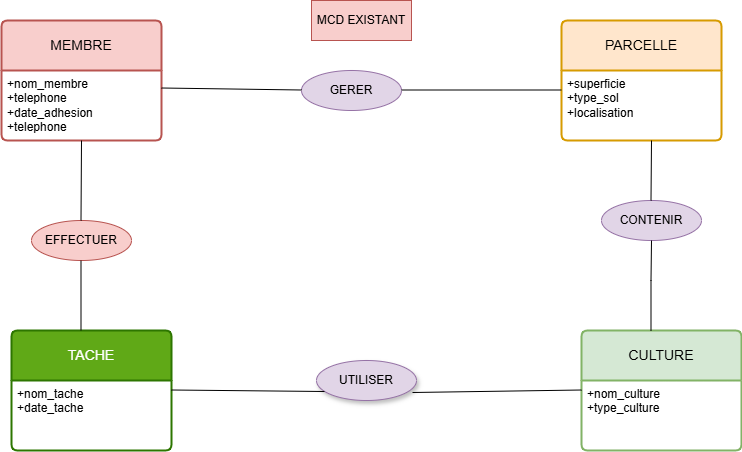 MCD EXISTANT
MEMBRE
+nom_membre
+telephone
+date_adhesion
+telephone
GERER
PARCELLE
+superficie
+type_sol
+localisation
EFFECTUER
CONTENIR
TACHE
+nom_tache
+date_tache
UTILISER
CULTURE
+nom_culture
+type_culture